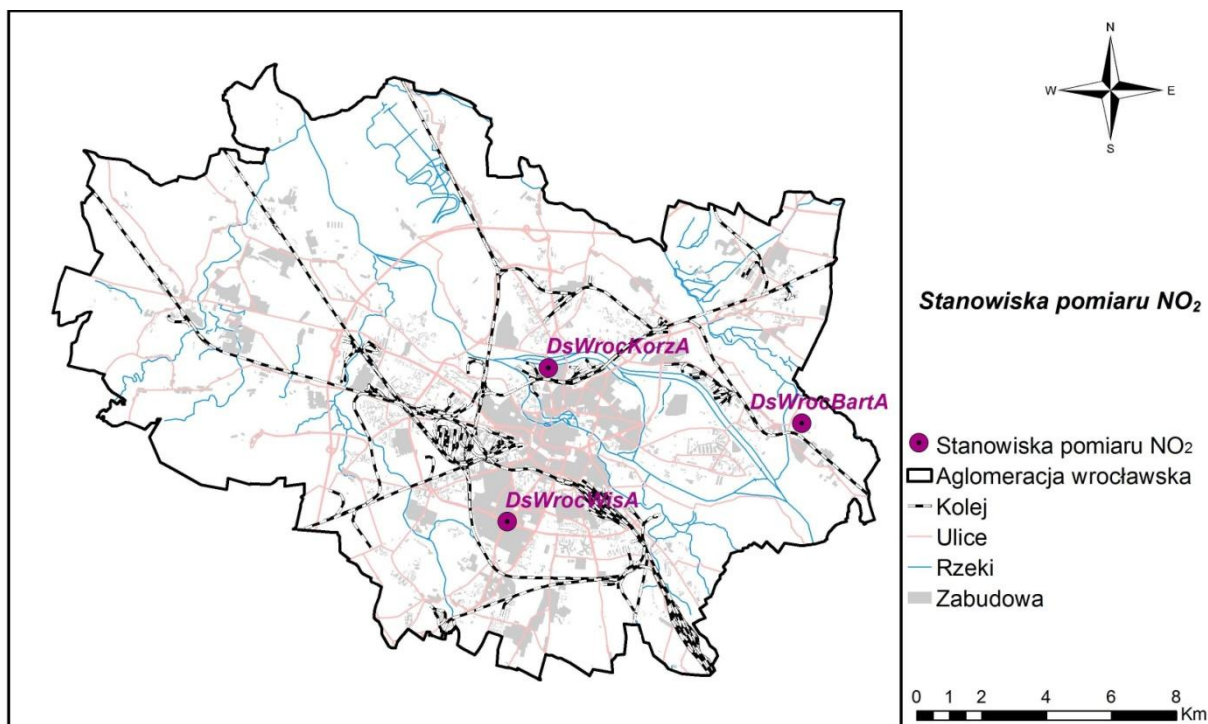 N
W E
S
Stanowiska pomiaru NO₂
DsWrocKorzA
DsWrocBartA
DsWrocWisA
Stanowiska pomiaru NO₂
Aglomeracja wrocławska
Kolej
Ulice
Rzeki
Zabudowa
0 1 2 4 6 8
Km